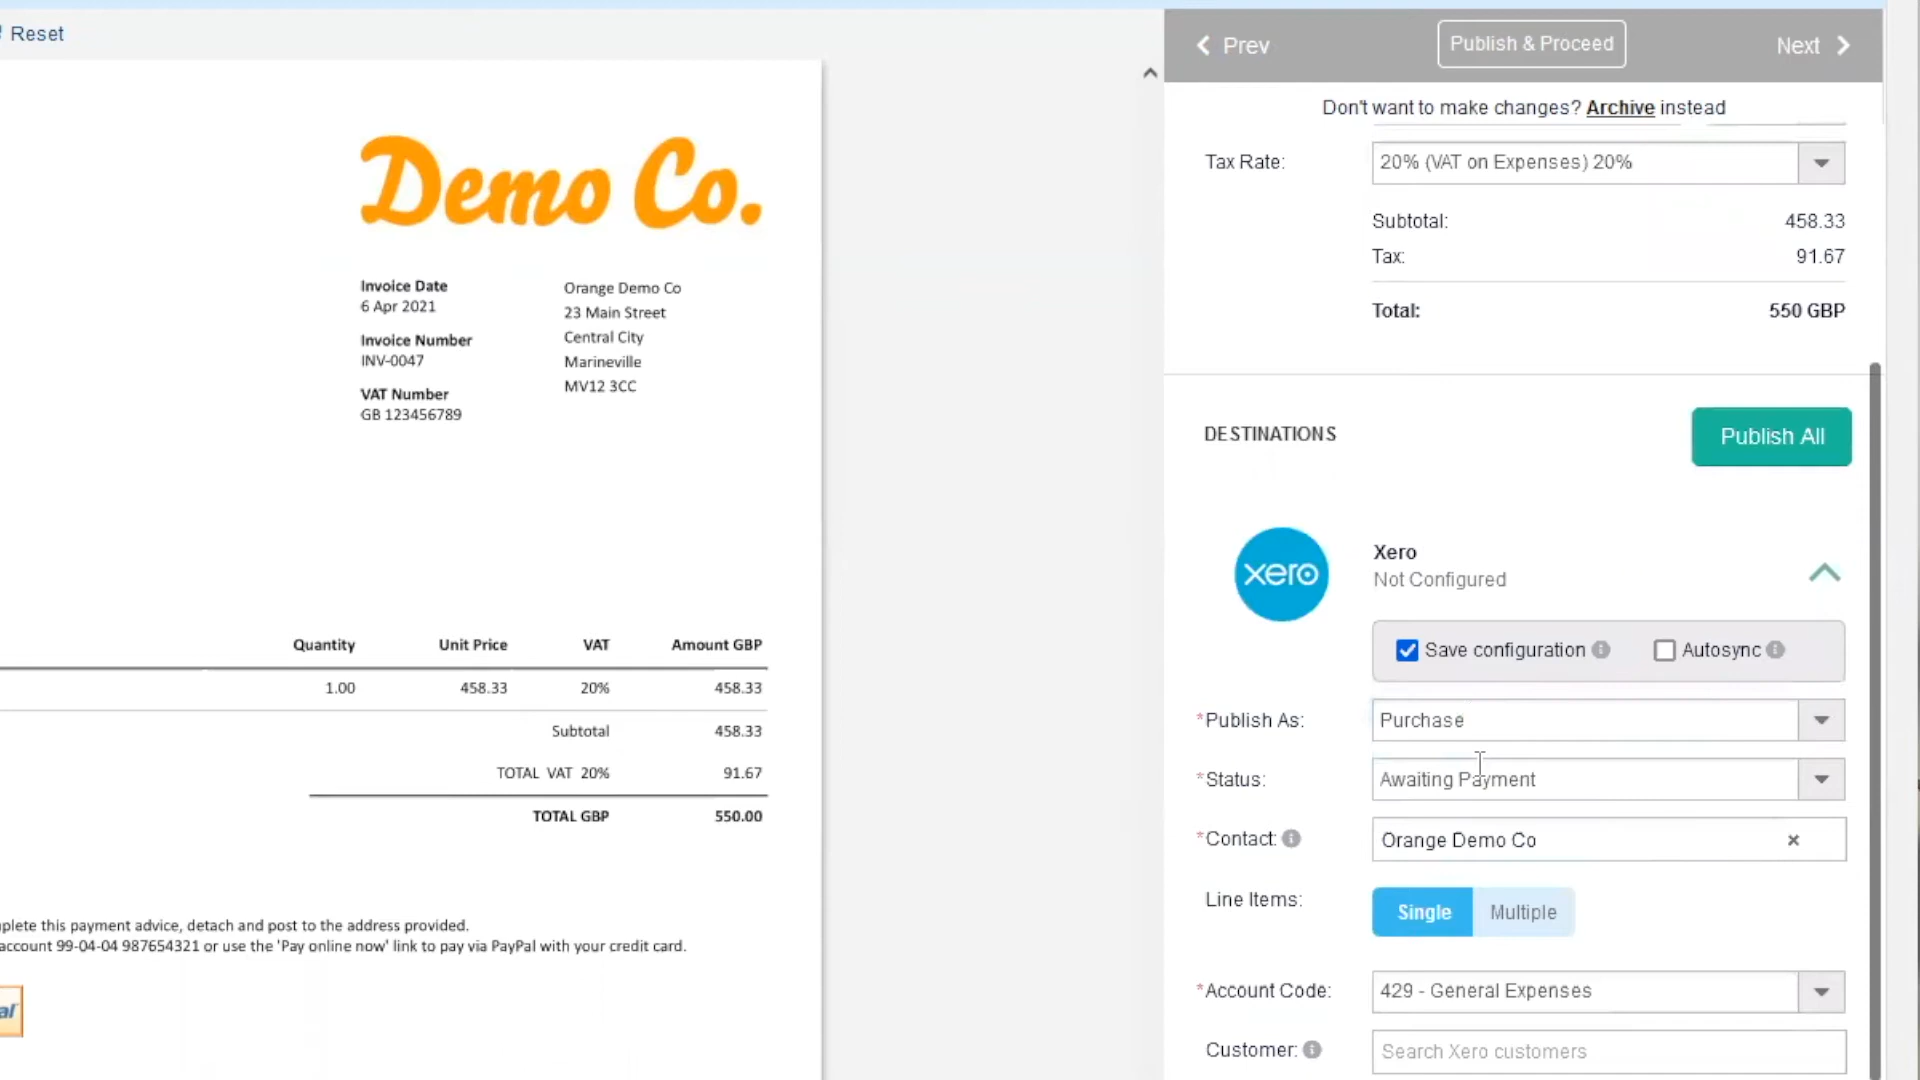 Reset
Demo Co.
Invoice Date
6 Apr 2021
Invoice Number
INV-0047
VAT Number
GB 123456789
Orange Demo Co
23 Main Street
Central City
Marineville
MV12 3CC
Quantity Unit Price VAT Amount GBP
1.00 458.33 20% 458.33
Subtotal 458.33
TOTAL VAT 20% 91.67
TOTAL GBP 550.00
plete this payment advice, detach and post to the address provided.
account 99-04-04 987654321 or use the 'Pay online now' link to pay via PayPal with your credit card.
al
Prev Publish & Proceed Next
Don't want to make changes? Archive instead
Tax Rate: 20% (VAT on Expenses) 20%
Subtotal: 458.33
Tax: 91.67
Total: 550 GBP
DESTINATIONS Publish All
xero
Xero
Not Configured
Save configuration Autosync
*Publish As: Purchase
*Status: Awaiting Payment
*Contact: Orange Demo Co
Line Items: Single Multiple
*Account Code: 429 - General Expenses
Customer: Search Xero customers